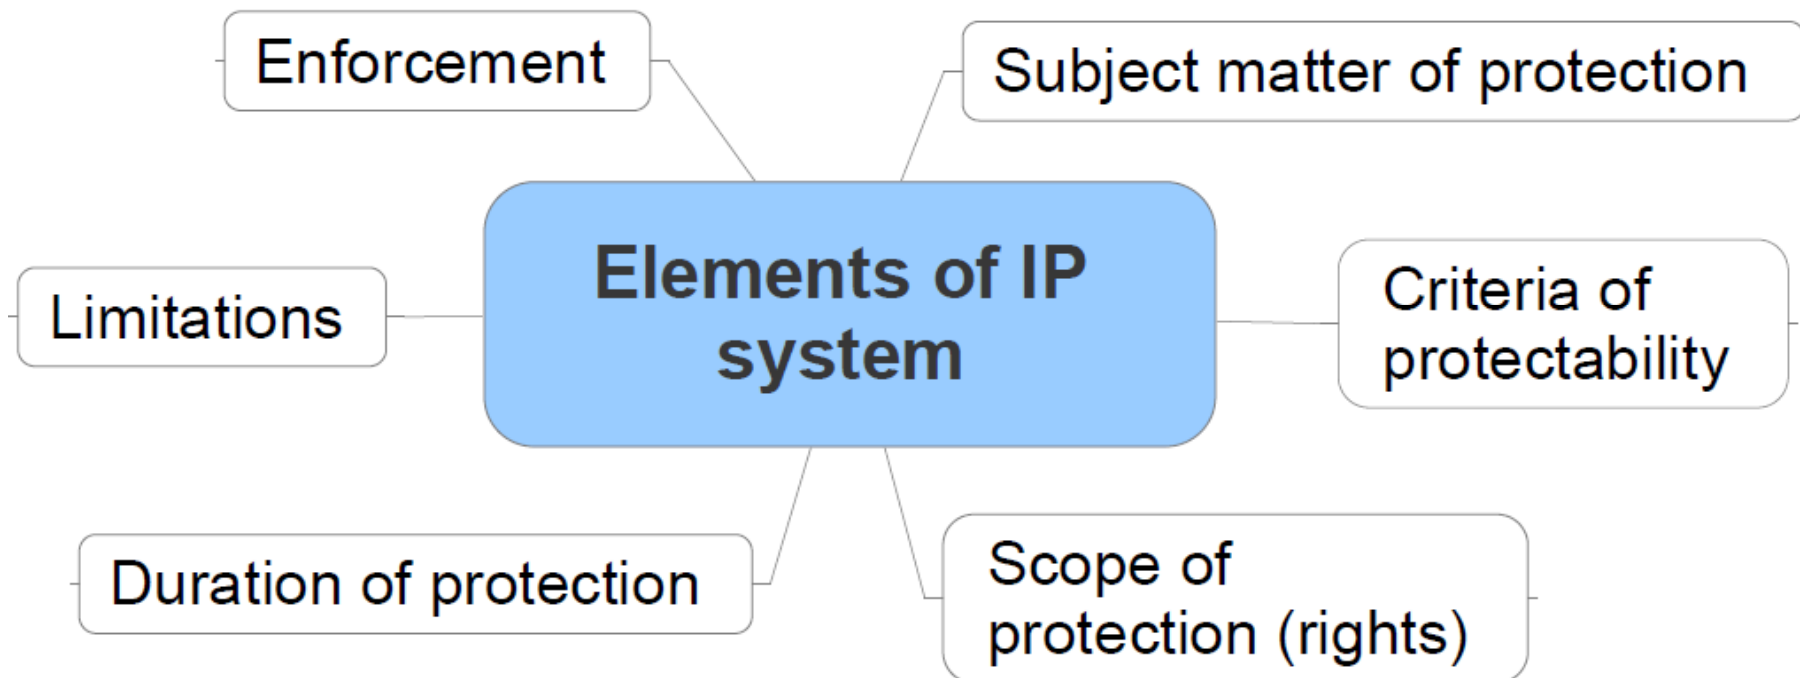 Enforcement
Subject matter of protection
Elements of IP
system
Limitations
Criteria of
protectability
Duration of protection
Scope of
protection (rights)